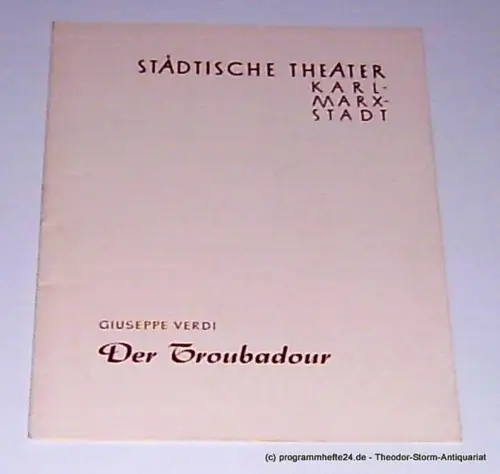 STÄDTISCHE THEATER
KARL-
MARX-
STADT
GIUSEPPE VERDI
Der Troubadour
(c) programmhefte24.de - Theodor-Storm-Antiquariat